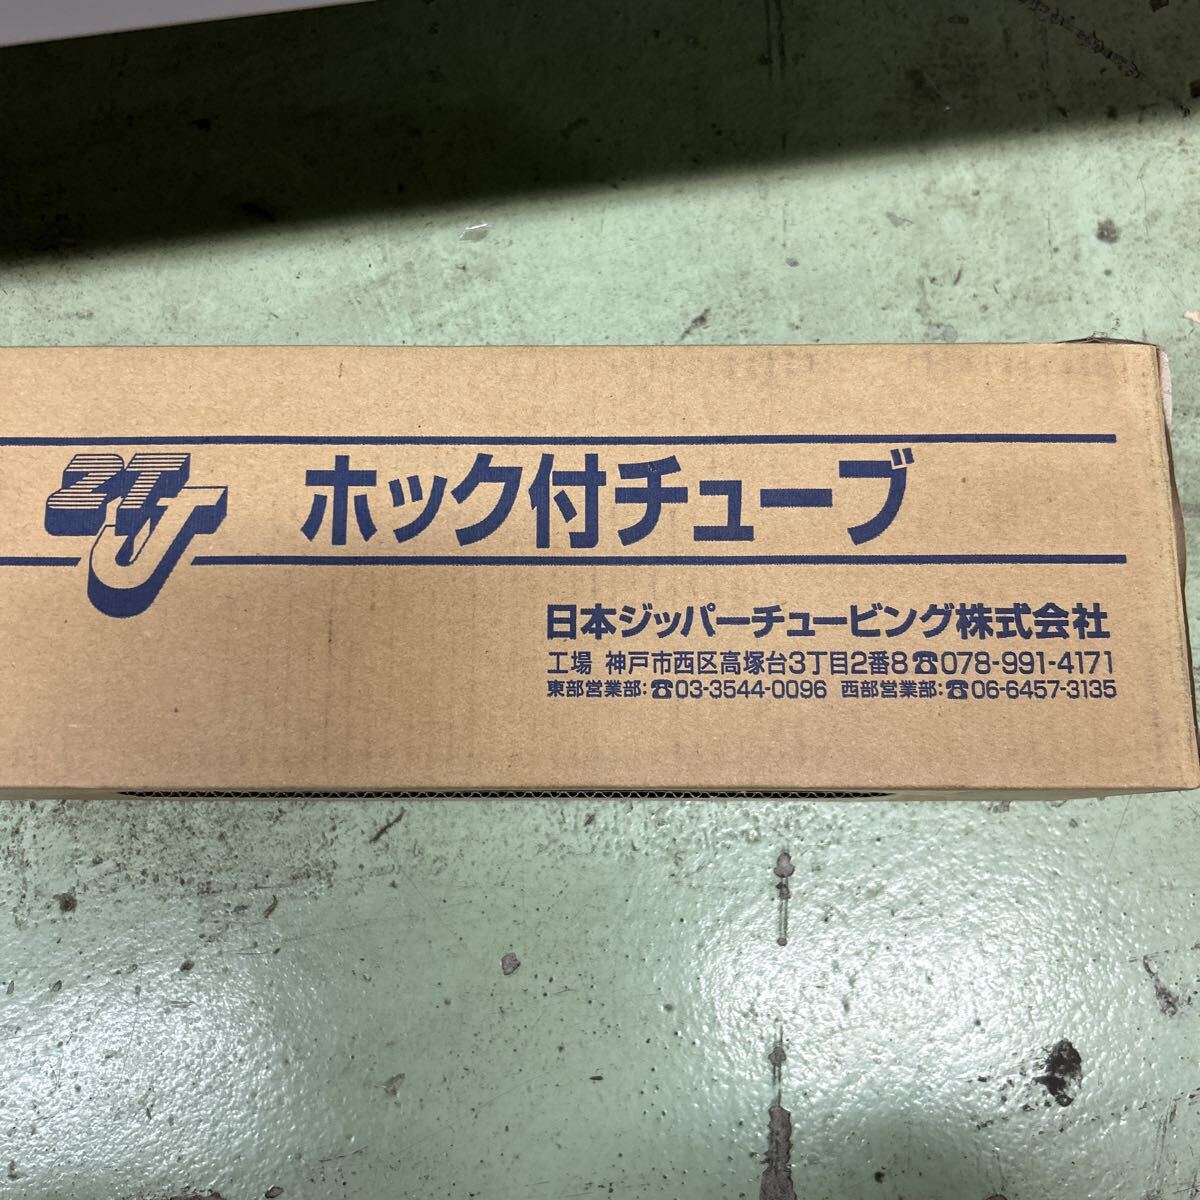 ZTJ ホック付チューブ
日本ジッパーチュービング株式会社
工場 神戸市西区高塚台3丁目2番8☎078-991-4171
東部営業部:☎03-3544-0096 西部営業部:☎06-6457-3135